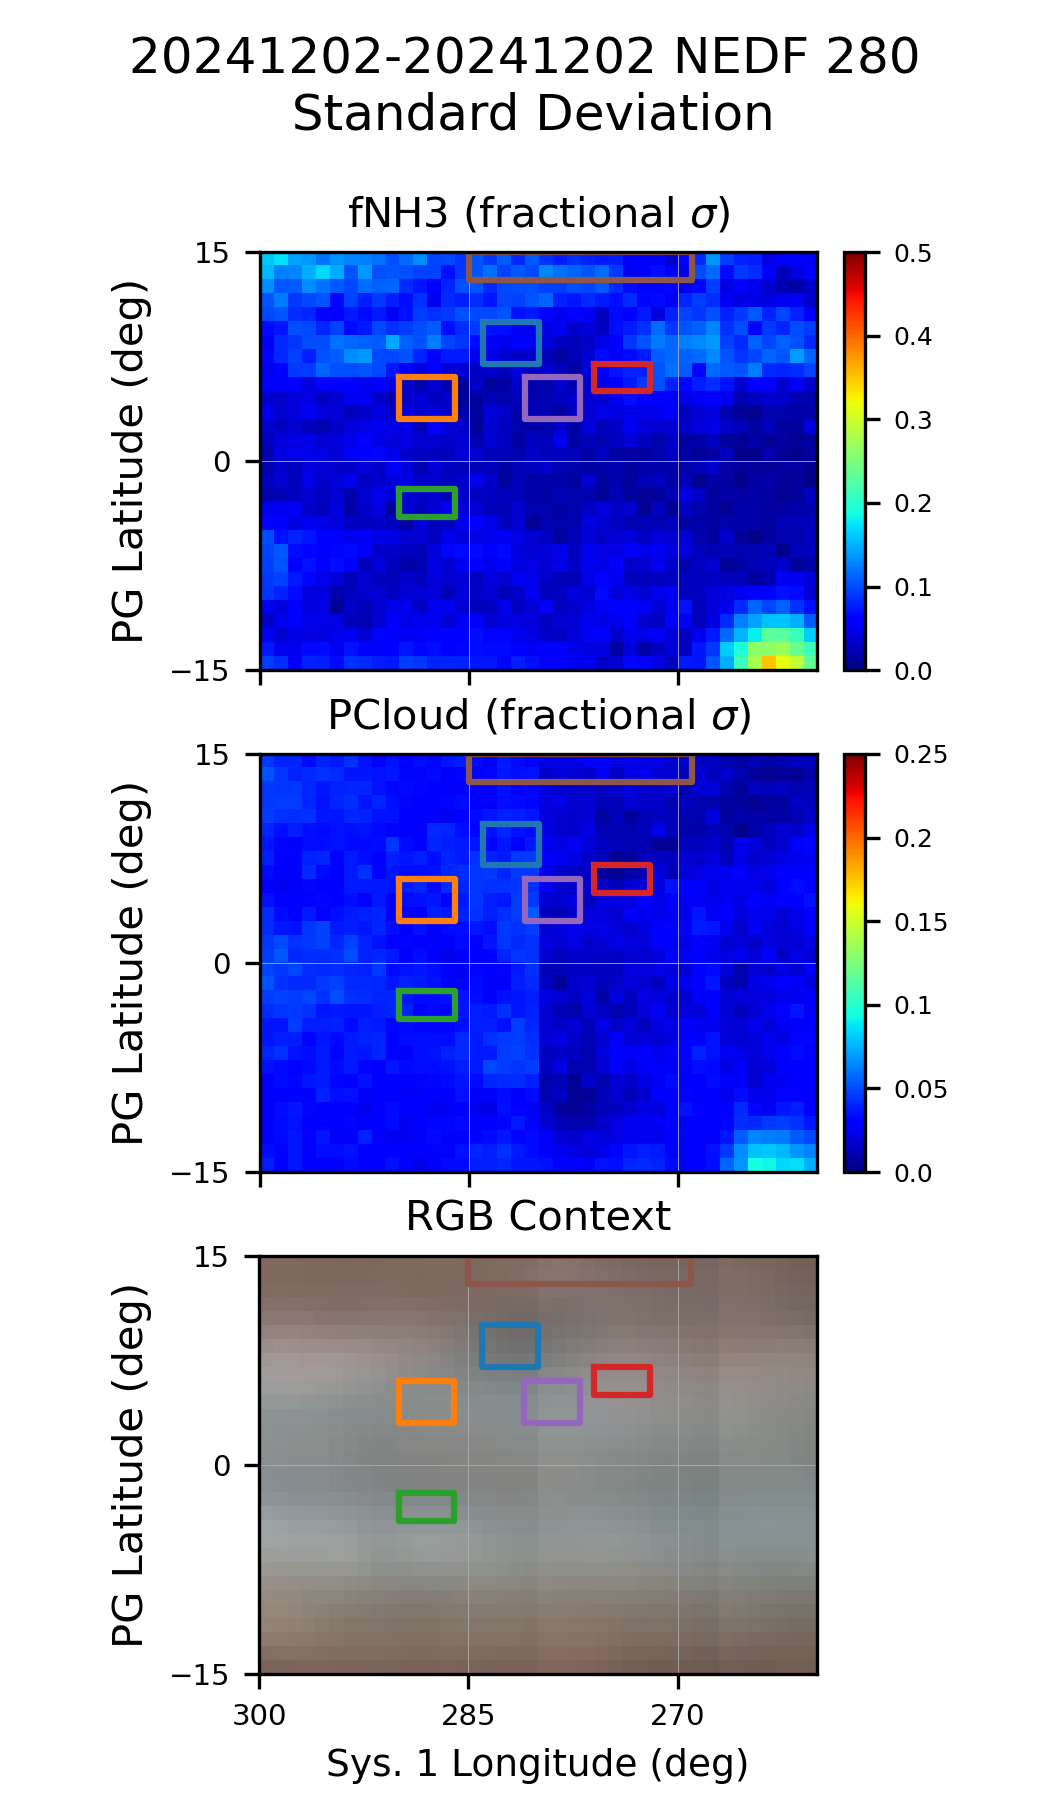 20241202-20241202 NEDF 280
Standard Deviation
fNH3 (fractional σ)
PG Latitude (deg)
15
0
−15
0.5
0.4
0.3
0.2
0.1
0.0
PCloud (fractional σ)
PG Latitude (deg)
15
0
−15
0.25
0.2
0.15
0.1
0.05
0.0
RGB Context
PG Latitude (deg)
15
0
−15
300 285 270
Sys. 1 Longitude (deg)